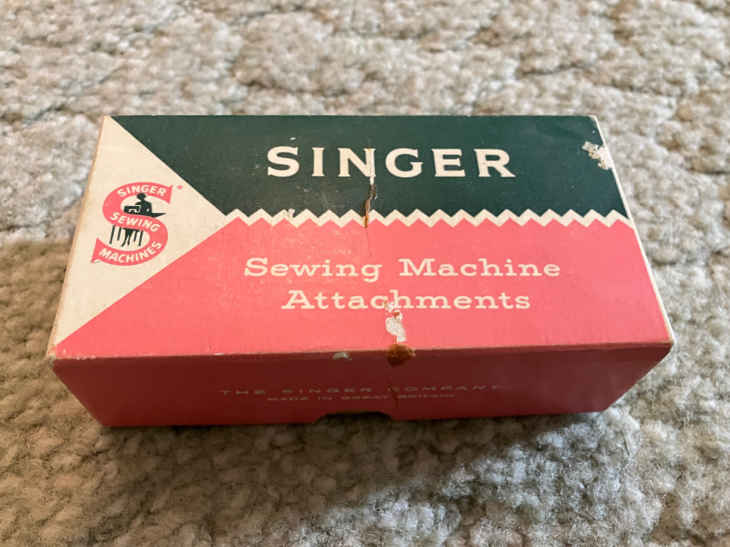 SINGER
SINGER
SEWING
MACHINES
Sewing Machine
Attachments
THE SINGER COMPANY
MADE IN GREAT BRITAIN